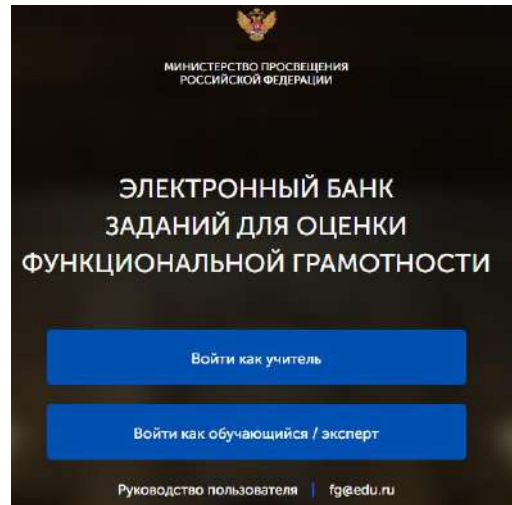 МИНИСТЕРСТВО ПРОСВЕЩЕНИЯ
РОССИЙСКОЙ ФЕДЕРАЦИИ
ЭЛЕКТРОННЫЙ БАНК
ЗАДАНИЙ ДЛЯ ОЦЕНКИ
ФУНКЦИОНАЛЬНОЙ ГРАМОТНОСТИ
Войти как учитель
Войти как обучающийся / эксперт
Руководство пользователя | fg@edu.ru